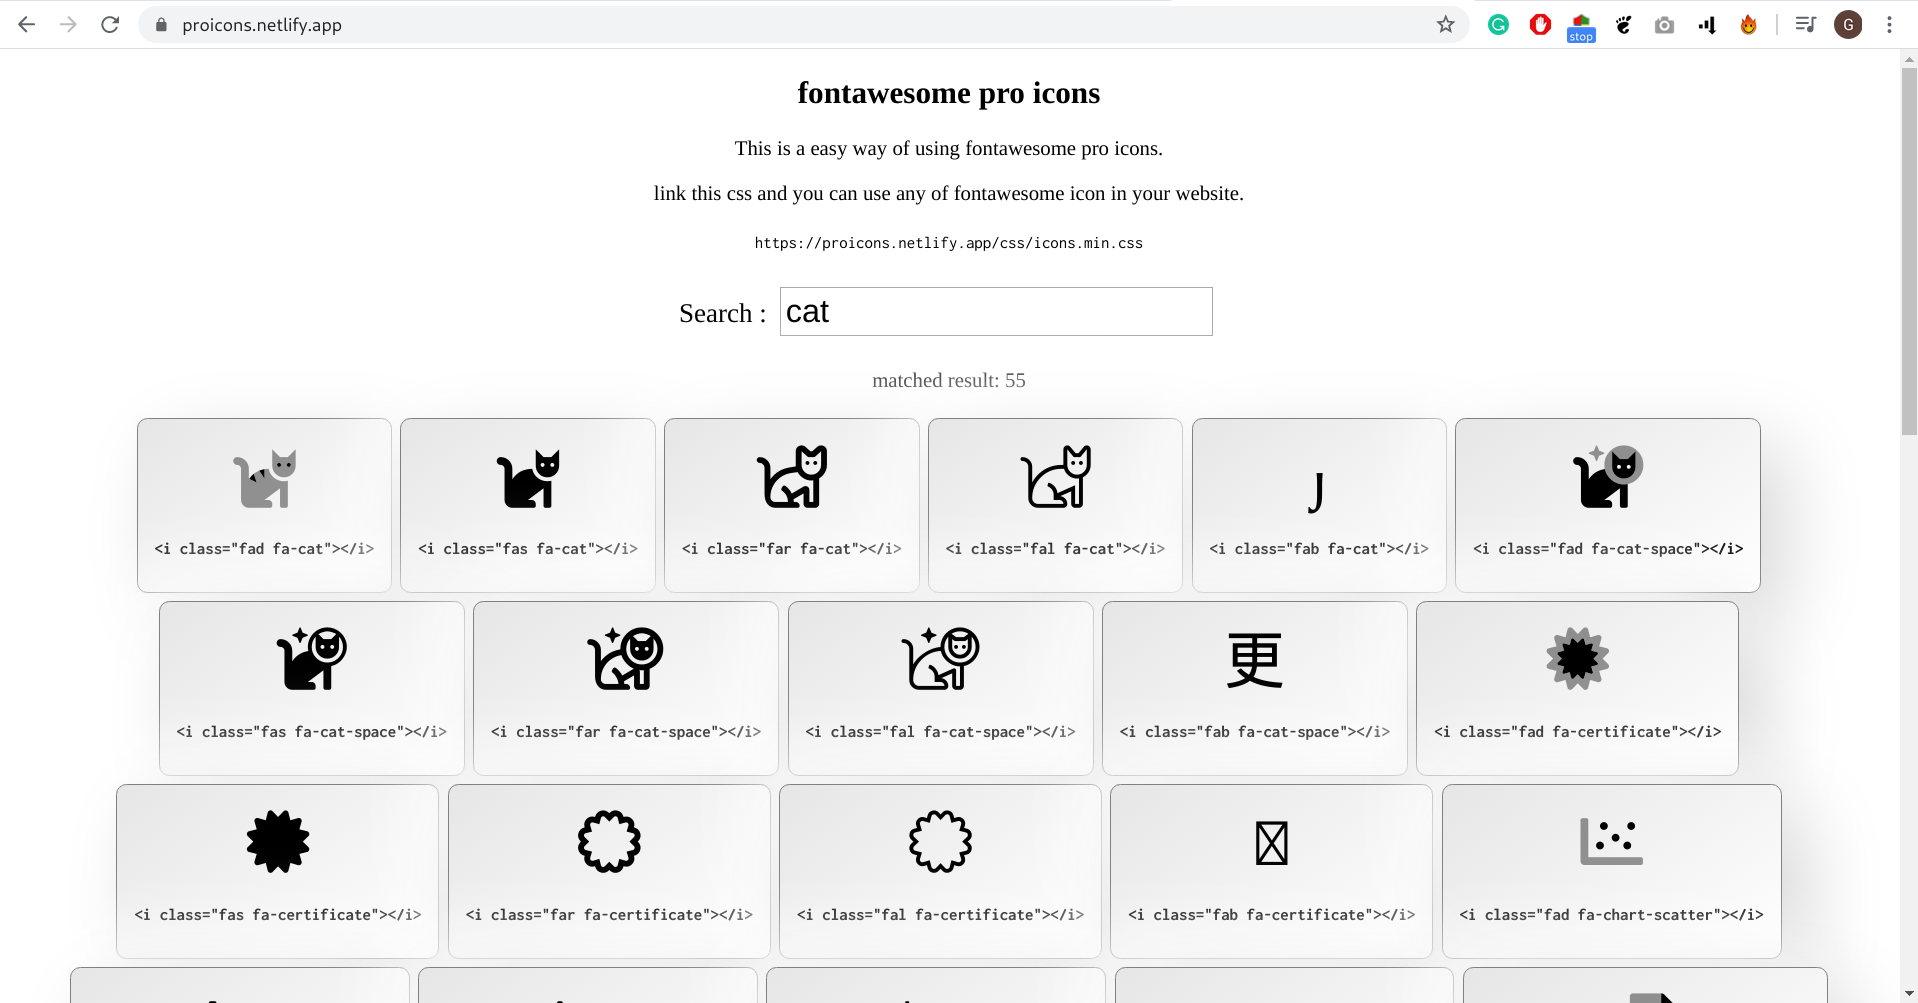 proicons.netlify.app
stop
G
fontawesome pro icons
This is a easy way of using fontawesome pro icons.
link this css and you can use any of fontawesome icon in your website.
https://proicons.netlify.app/css/icons.min.css
Search : cat
matched result: 55
J
<i class="fad fa-cat"></i>
<i class="fas fa-cat"></i>
<i class="far fa-cat"></i>
<i class="fal fa-cat"></i>
<i class="fab fa-cat"></i>
<i class="fad fa-cat-space"></i>
更
<i class="fas fa-cat-space"></i>
<i class="far fa-cat-space"></i>
<i class="fal fa-cat-space"></i>
<i class="fab fa-cat-space"></i>
<i class="fad fa-certificate"></i>
<i class="fas fa-certificate"></i>
<i class="far fa-certificate"></i>
<i class="fal fa-certificate"></i>
<i class="fab fa-certificate"></i>
<i class="fad fa-chart-scatter"></i>